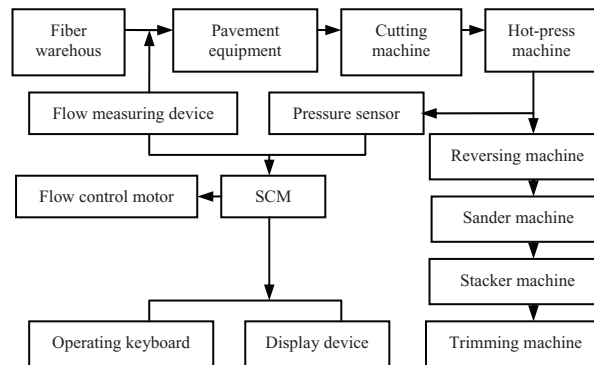 Fiber
warehous
Pavement
equipment
Cutting
machine
Hot-press
machine
Flow measuring device
Pressure sensor
Reversing machine
Flow control motor
SCM
Sander machine
Stacker machine
Operating keyboard
Display device
Trimming machine